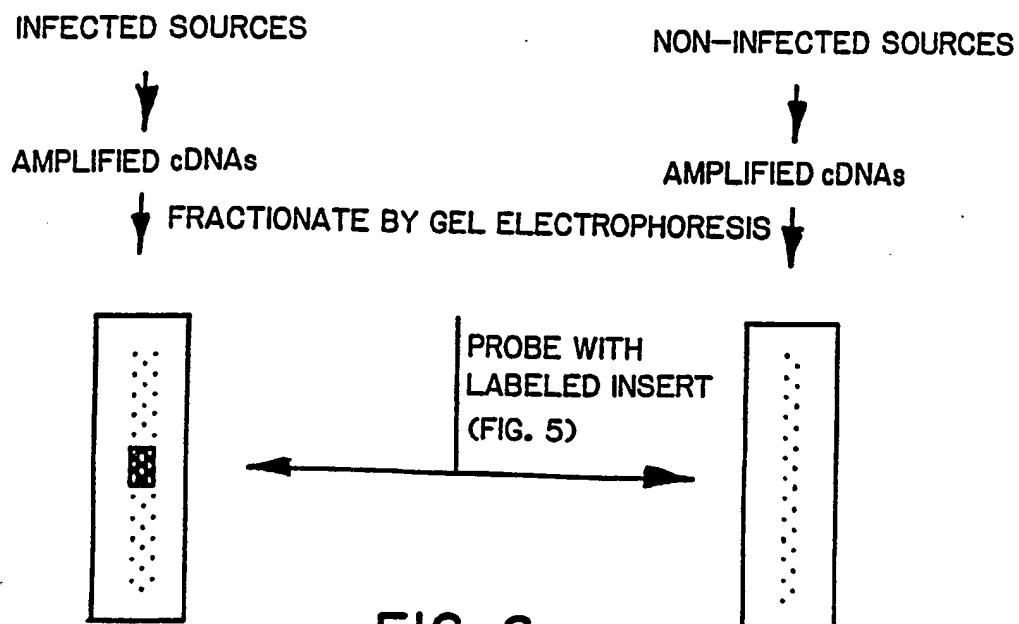 INFECTED SOURCES
NON-INFECTED SOURCES
AMPLIFIED cDNAs
AMPLIFIED cDNAs
FRACTIONATE BY GEL ELECTROPHORESIS
PROBE WITH
LABELED INSERT
(FIG. 5)
FIG.